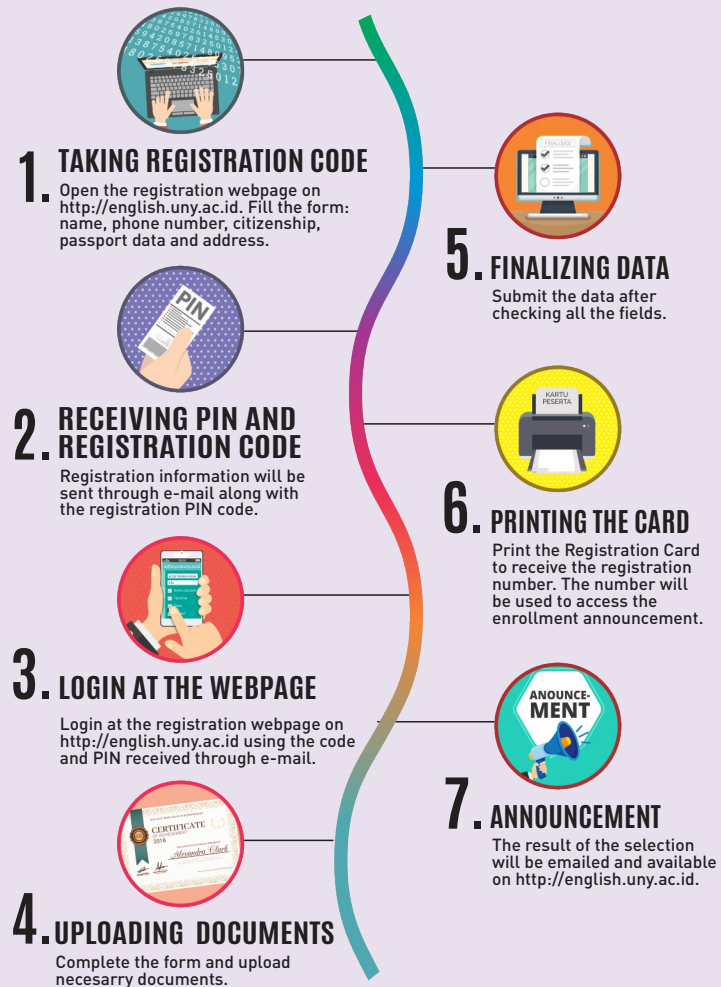 1. TAKING REGISTRATION CODE
Open the registration webpage on
http://english.uny.ac.id. Fill the form:
name, phone number, citizenship,
passport data and address.
PIN
2. RECEIVING PIN AND
REGISTRATION CODE
Registration information will be
sent through e-mail along with
the registration PIN code.
3. LOGIN AT THE WEBPAGE
Login at the registration webpage on
http://english.uny.ac.id using the code
and PIN received through e-mail.
CERTIFICATE
OF ACHIEVEMENT
2018
Alexandra Clark
4. UPLOADING DOCUMENTS
Complete the form and upload
necesarry documents.
FINALISASI
5. FINALIZING DATA
Submit the data after
checking all the fields.
KARTU
PESERTA
6. PRINTING THE CARD
Print the Registration Card
to receive the registration
number. The number will
be used to access the
enrollment announcement.
ANOUNCE-
MENT
7. ANNOUNCEMENT
The result of the selection
will be emailed and available
on http://english.uny.ac.id.